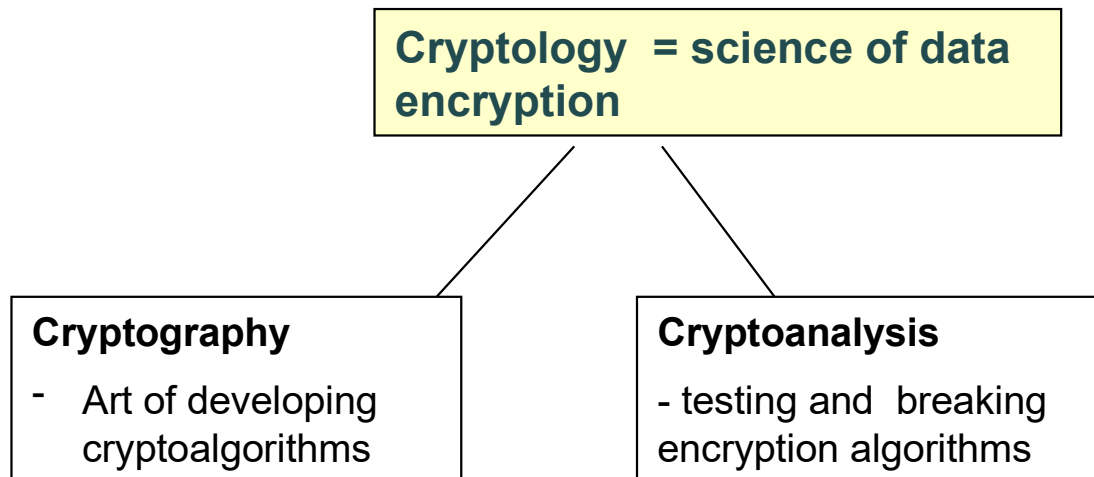 Cryptology  = science of data
encryption
Cryptography
- Art of developing
cryptoalgorithms
Cryptoanalysis
- testing and  breaking
encryption algorithms